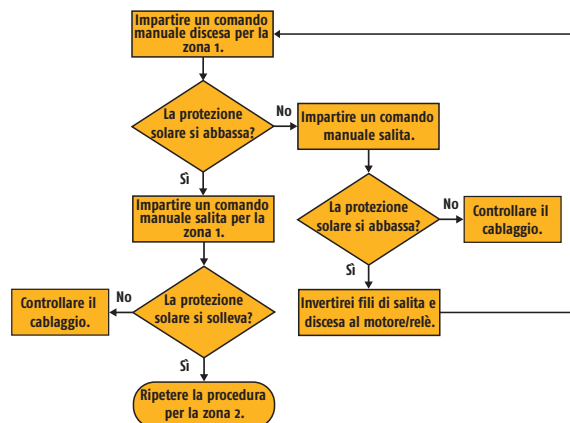 Impartire un comando
manuale discesa per la
zona 1.
La protezione
solare si abbassa?
No
Impartire un comando
manuale salita.
Sì
Impartire un comando
manuale salita per la
zona 1.
La protezione
solare si abbassa?
No
Controllare il
cablaggio.
Sì
Invertirei fili di salita e
discesa al motore/relè.
La protezione
solare si solleva?
No
Controllare il
cablaggio.
Sì
Ripetere la procedura
per la zona 2.